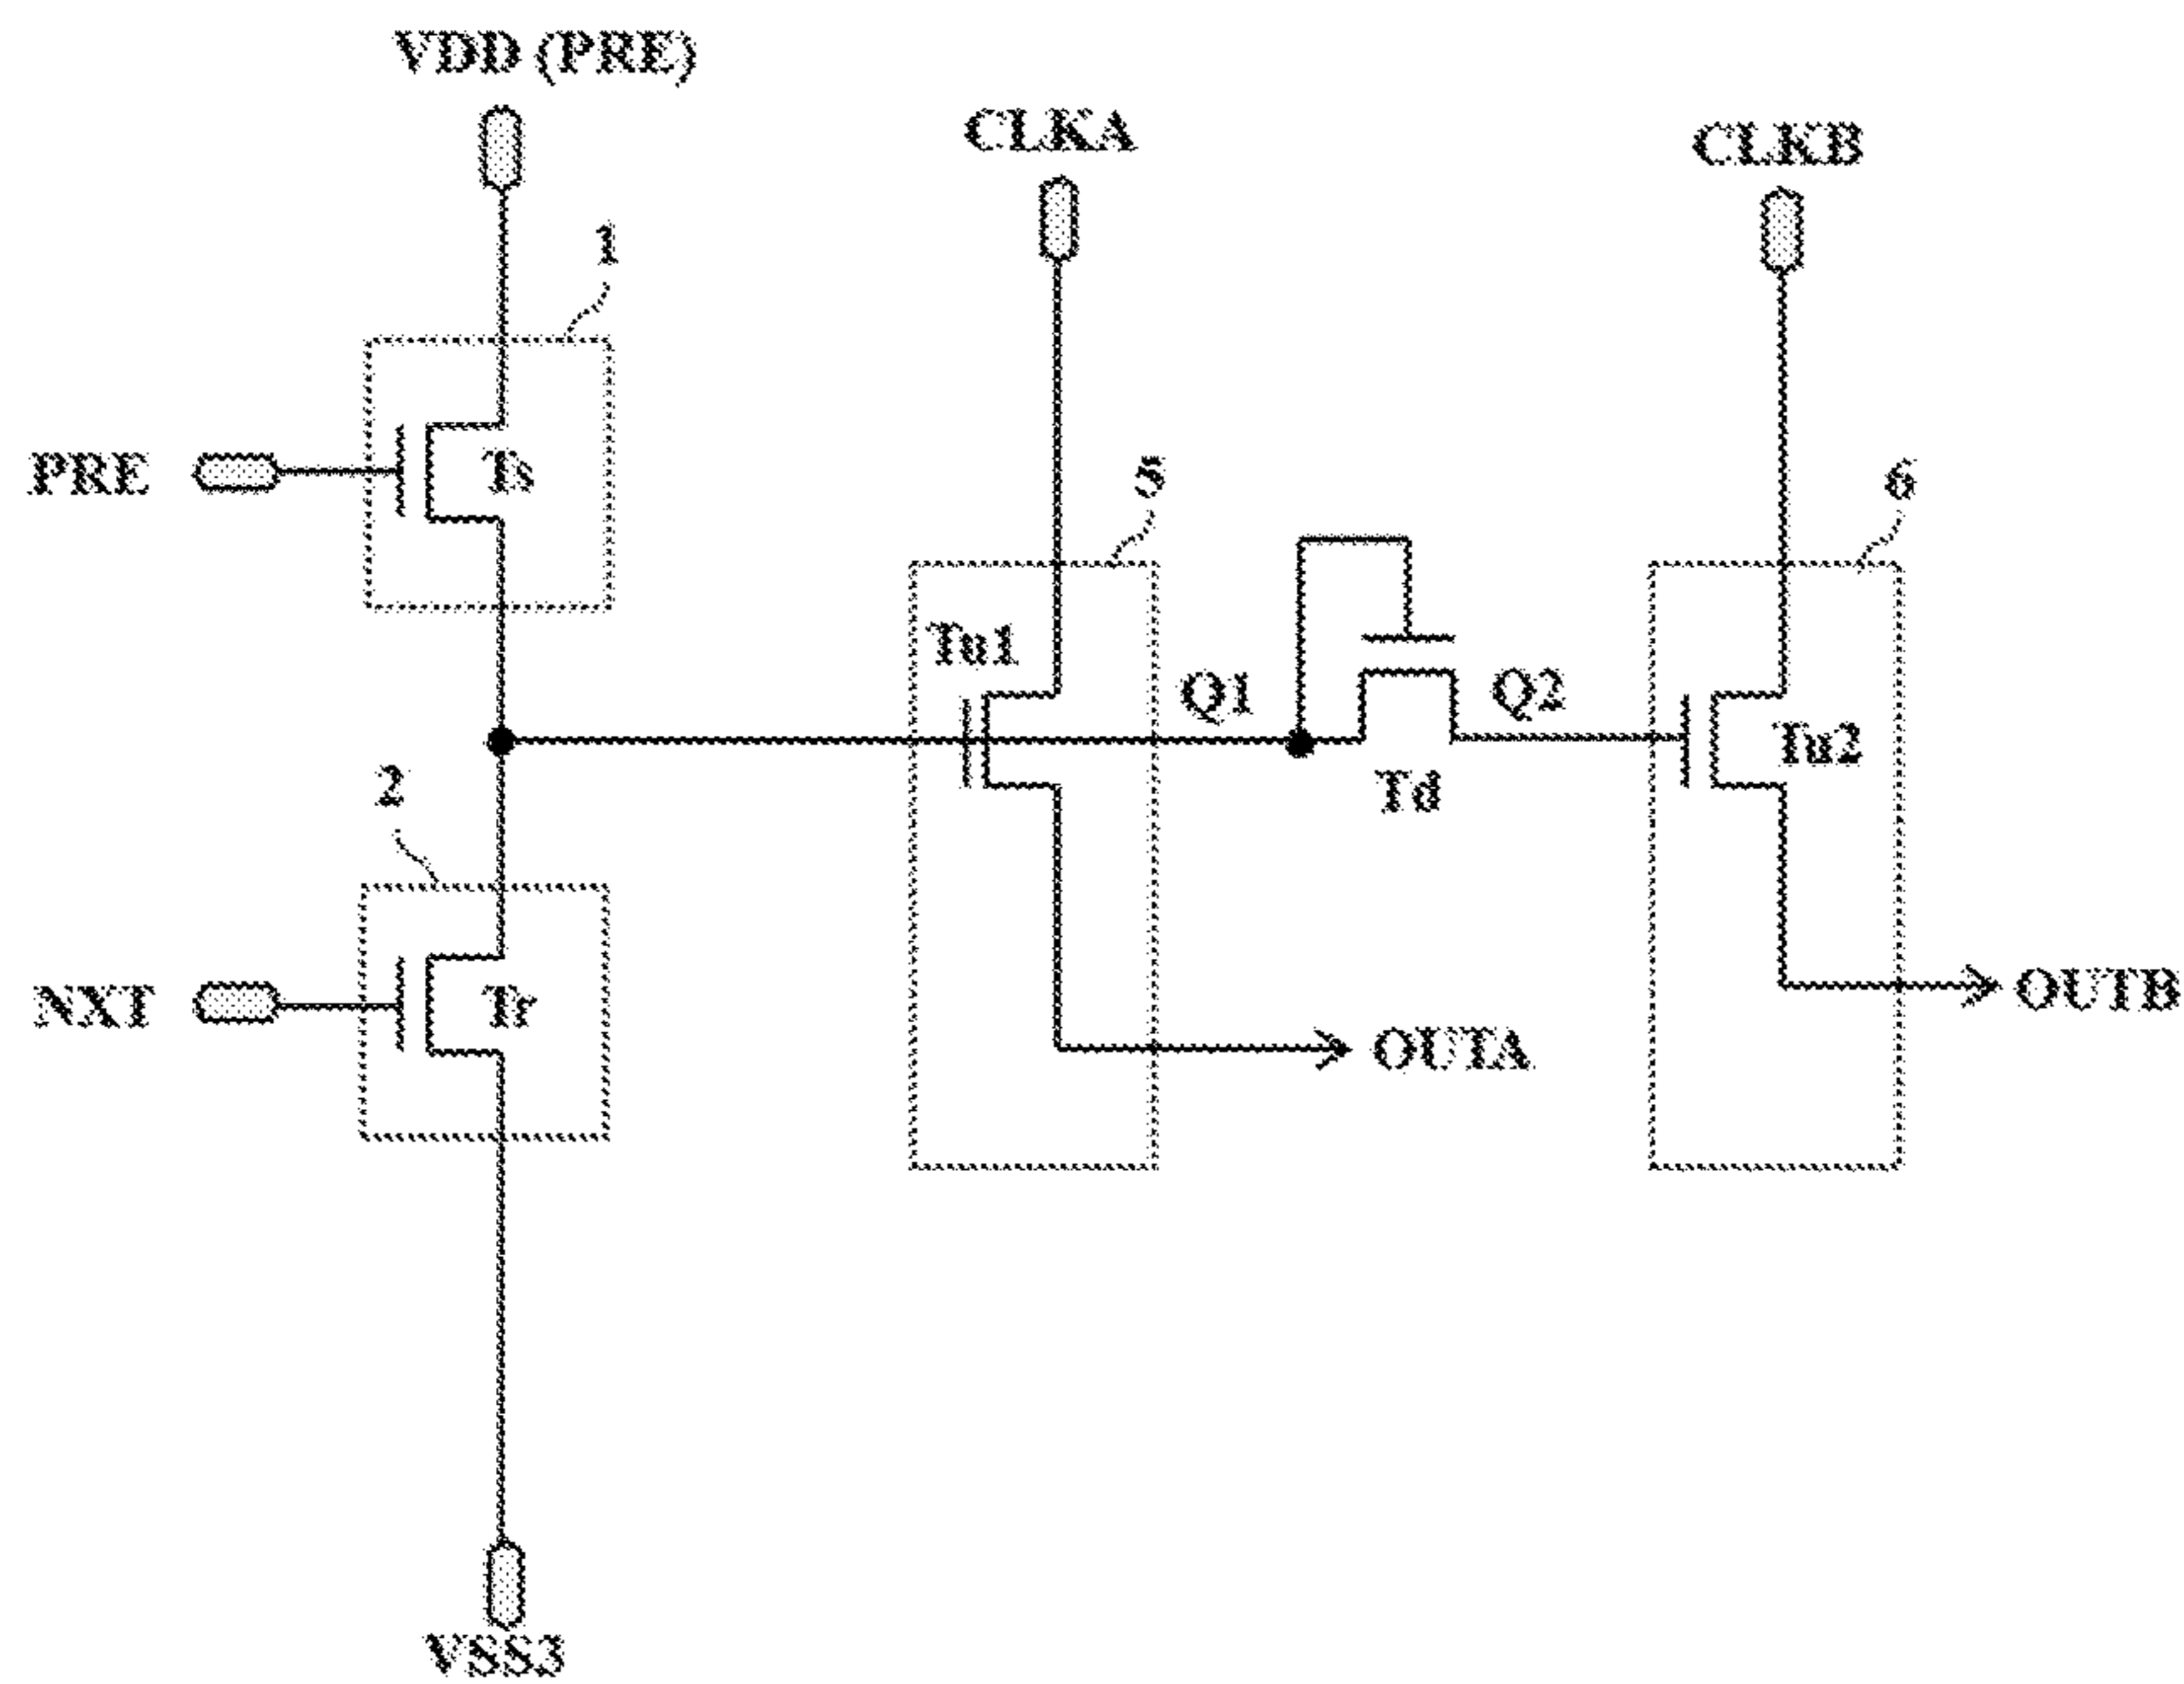 VDD (PRE)
CLKA
CLKB
1
PRE
Ts
5
6
Tu1
Q1
Q2
Tu2
Td
2
NXT
Tr
OUTA
OUTB
VSS3